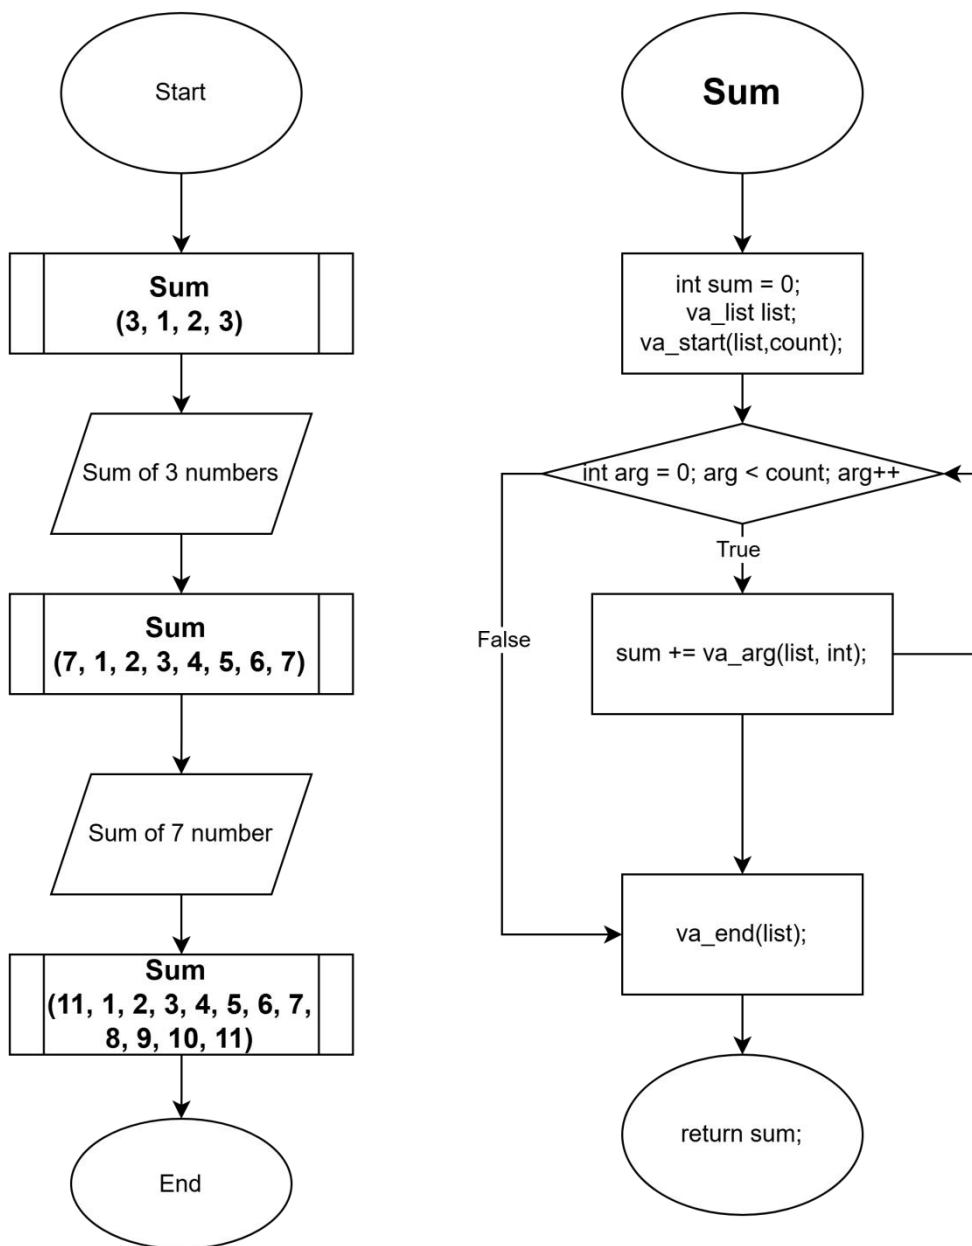 Start
Sum
(3, 1, 2, 3)
Sum of 3 numbers
Sum
(7, 1, 2, 3, 4, 5, 6, 7)
Sum of 7 number
Sum
(11, 1, 2, 3, 4, 5, 6, 7,
8, 9, 10, 11)
End
Sum
int sum = 0;
va_list list;
va_start(list,count);
int arg = 0; arg < count; arg++
True
False
sum += va_arg(list, int);
va_end(list);
return sum;